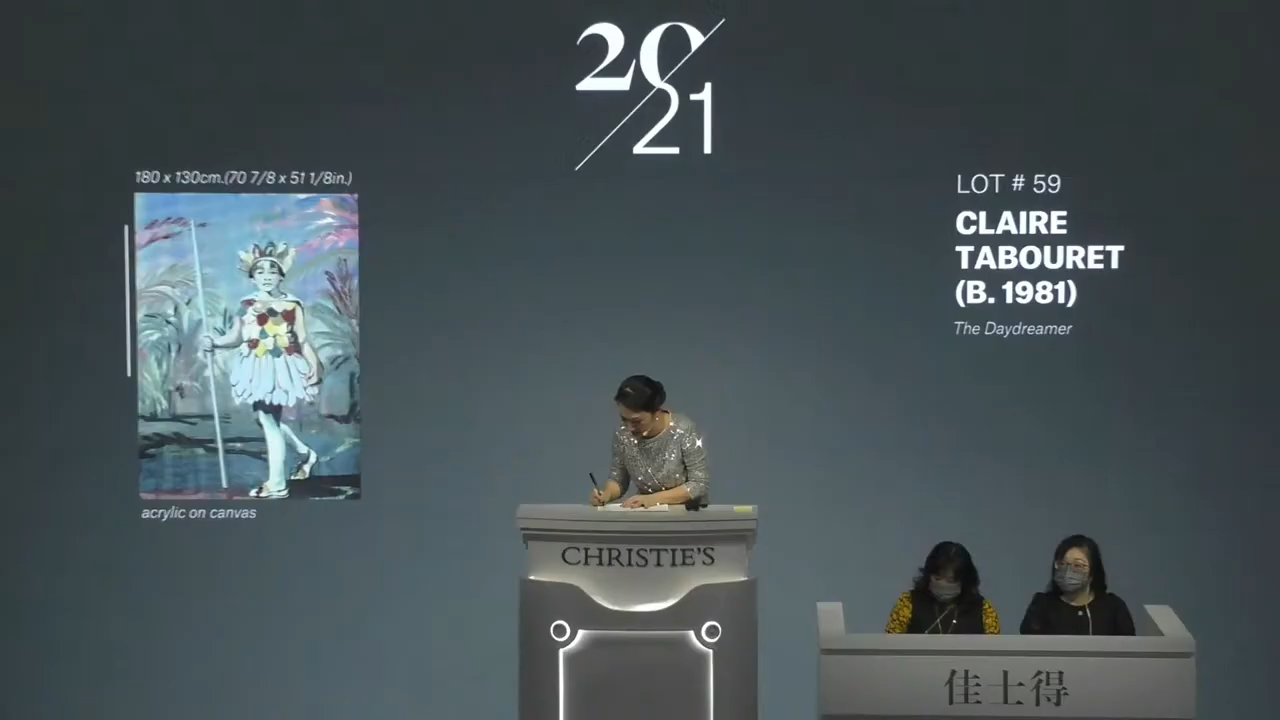 20
21
180 x 130cm.(70 7/8 x 51 1/8in.)
acrylic on canvas
LOT # 59
CLAIRE
TABOURET
(B. 1981)
The Daydreamer
CHRISTIE'S
佳士得